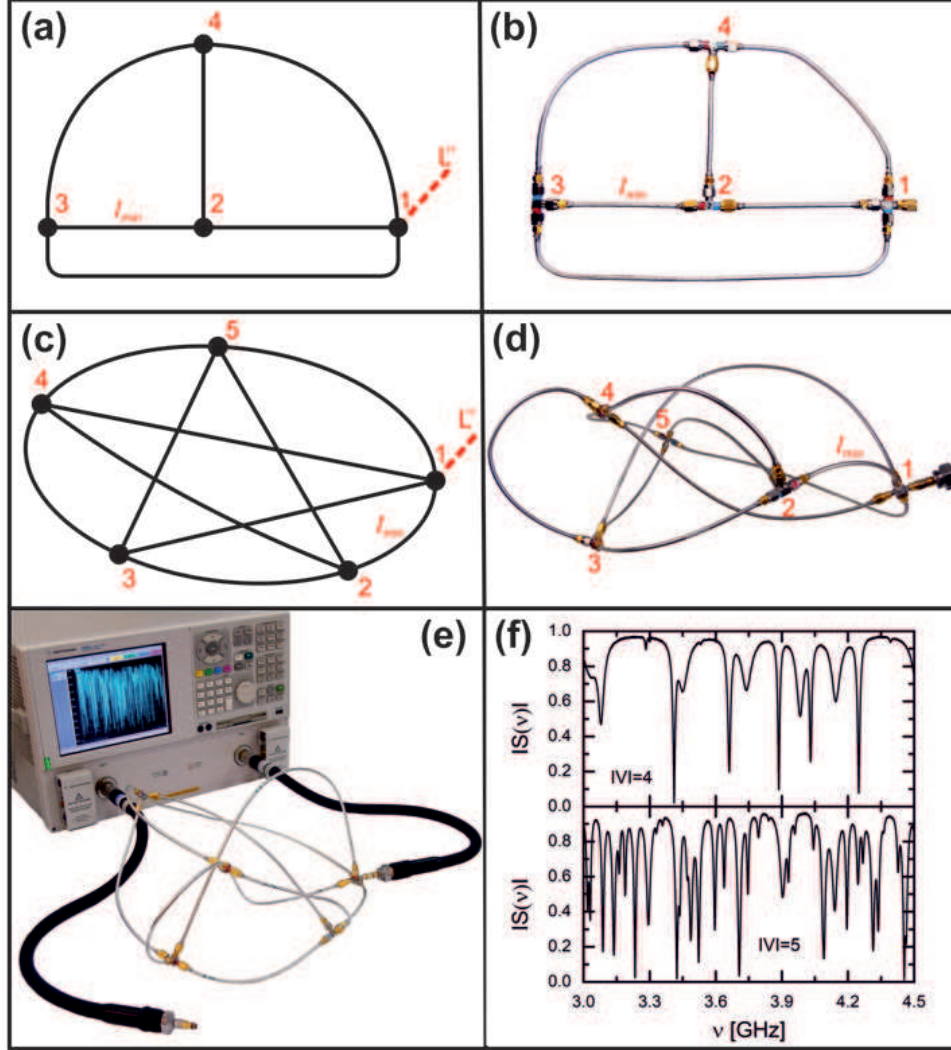 (a)
4
L∞
3
l_min
2
1
(b)
4
3
l_min
2
1
(c)
5
4
L∞
1
l_min
3
2
(d)
4
5
l_min
1
2
3
(e)
(f)
1.0
0.8
0.6
0.4
0.2
0.0
|S(ν)|
|V|=4
0.8
0.6
0.4
0.2
0.0
|S(ν)|
|V|=5
3.0
3.3
3.6
3.9
4.2
4.5
ν [GHz]